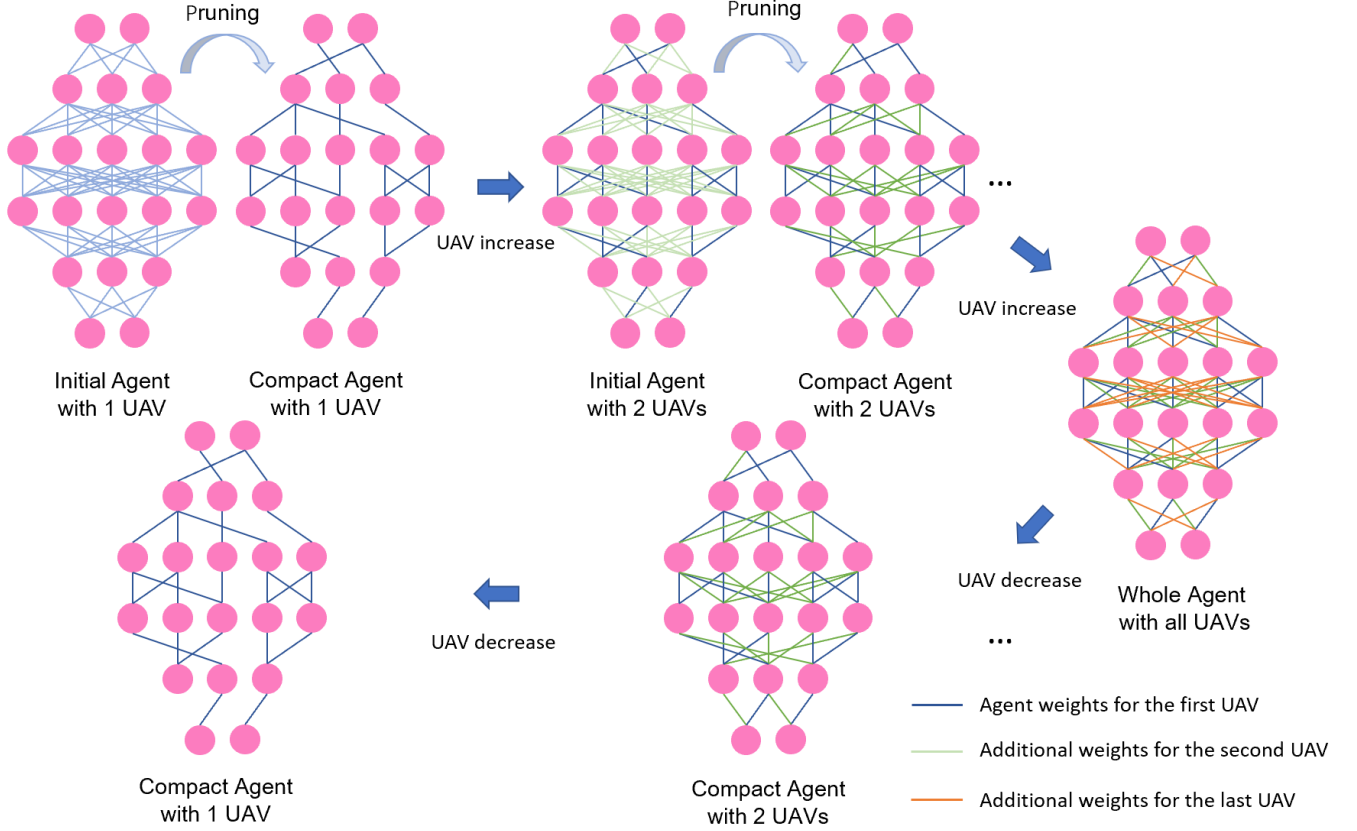 Pruning
Pruning
UAV increase
...
UAV increase
Initial Agent
with 1 UAV
Compact Agent
with 1 UAV
Initial Agent
with 2 UAVs
Compact Agent
with 2 UAVs
Whole Agent
with all UAVs
UAV decrease
...
UAV decrease
Compact Agent
with 1 UAV
Compact Agent
with 2 UAVs
Agent weights for the first UAV
Additional weights for the second UAV
Additional weights for the last UAV